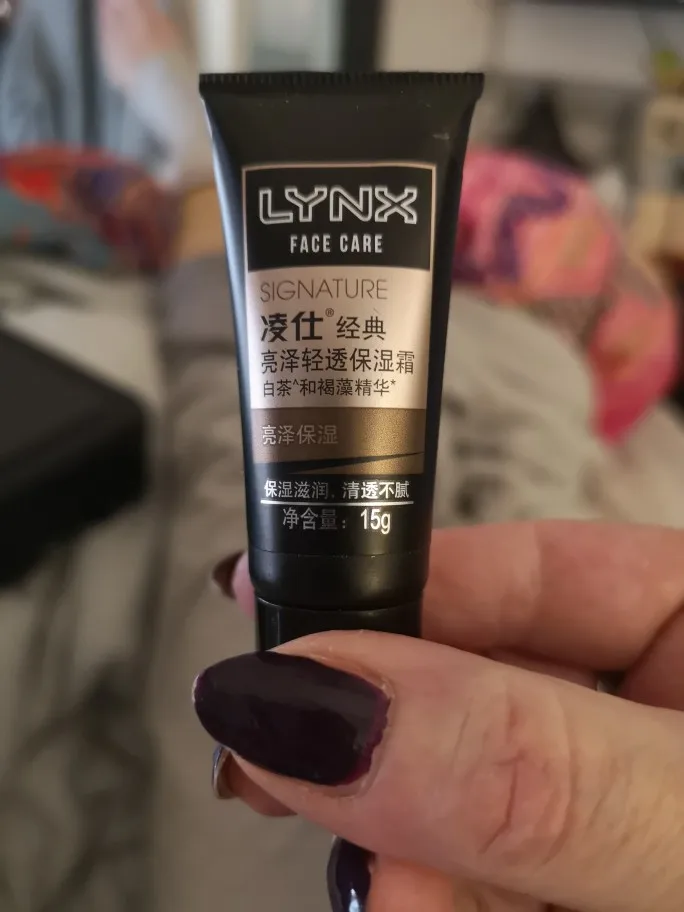 LYNX
FACE CARE
SIGNATURE
凌仕® 经典
亮泽轻透保湿霜
白茶^和褐藻精华*
亮泽保湿
保湿滋润，清透不腻
净含量：15g